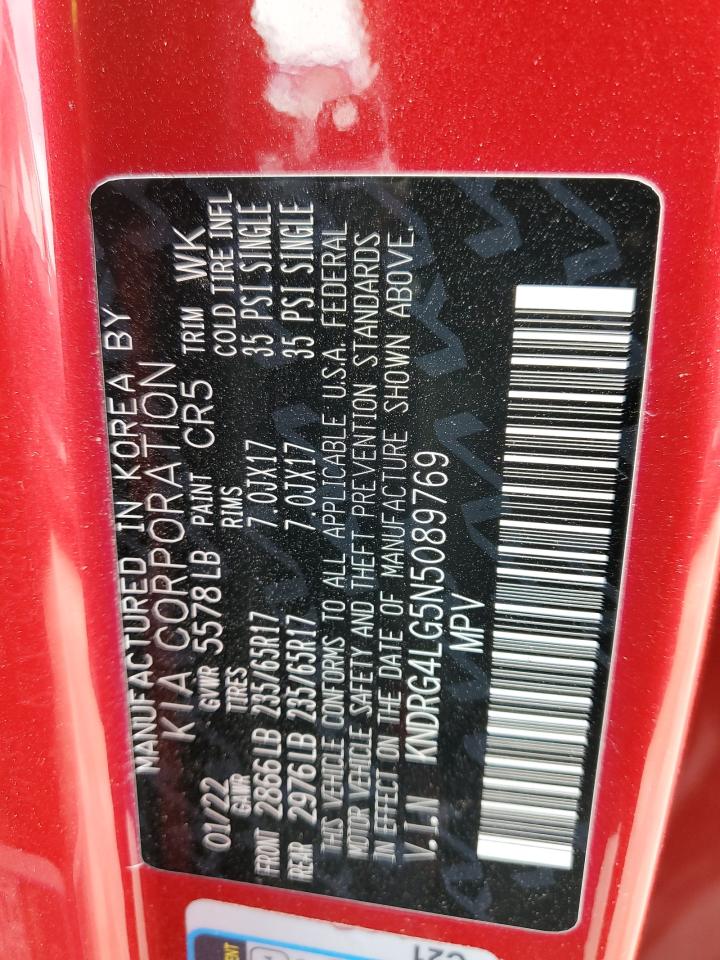 MANUFACTURED IN KOREA BY
KIA CORPORATION
01/22 GVWR 5578LB PAINT CR5 TRIM WK
GAWR TIRES RIMS COLD TIRE INFL
FRONT 2866LB 235/65R17 7.0JX17 35 PSI SINGLE
REAR 2976LB 235/65R17 7.0JX17 35 PSI SINGLE
THIS VEHICLE CONFORMS TO ALL APPLICABLE U.S.A. FEDERAL
MOTOR VEHICLE SAFETY AND THEFT PREVENTION STANDARDS
IN EFFECT ON THE DATE OF MANUFACTURE SHOWN ABOVE.
V.I.N KNDRG4LG5N5089769
MPV
C21